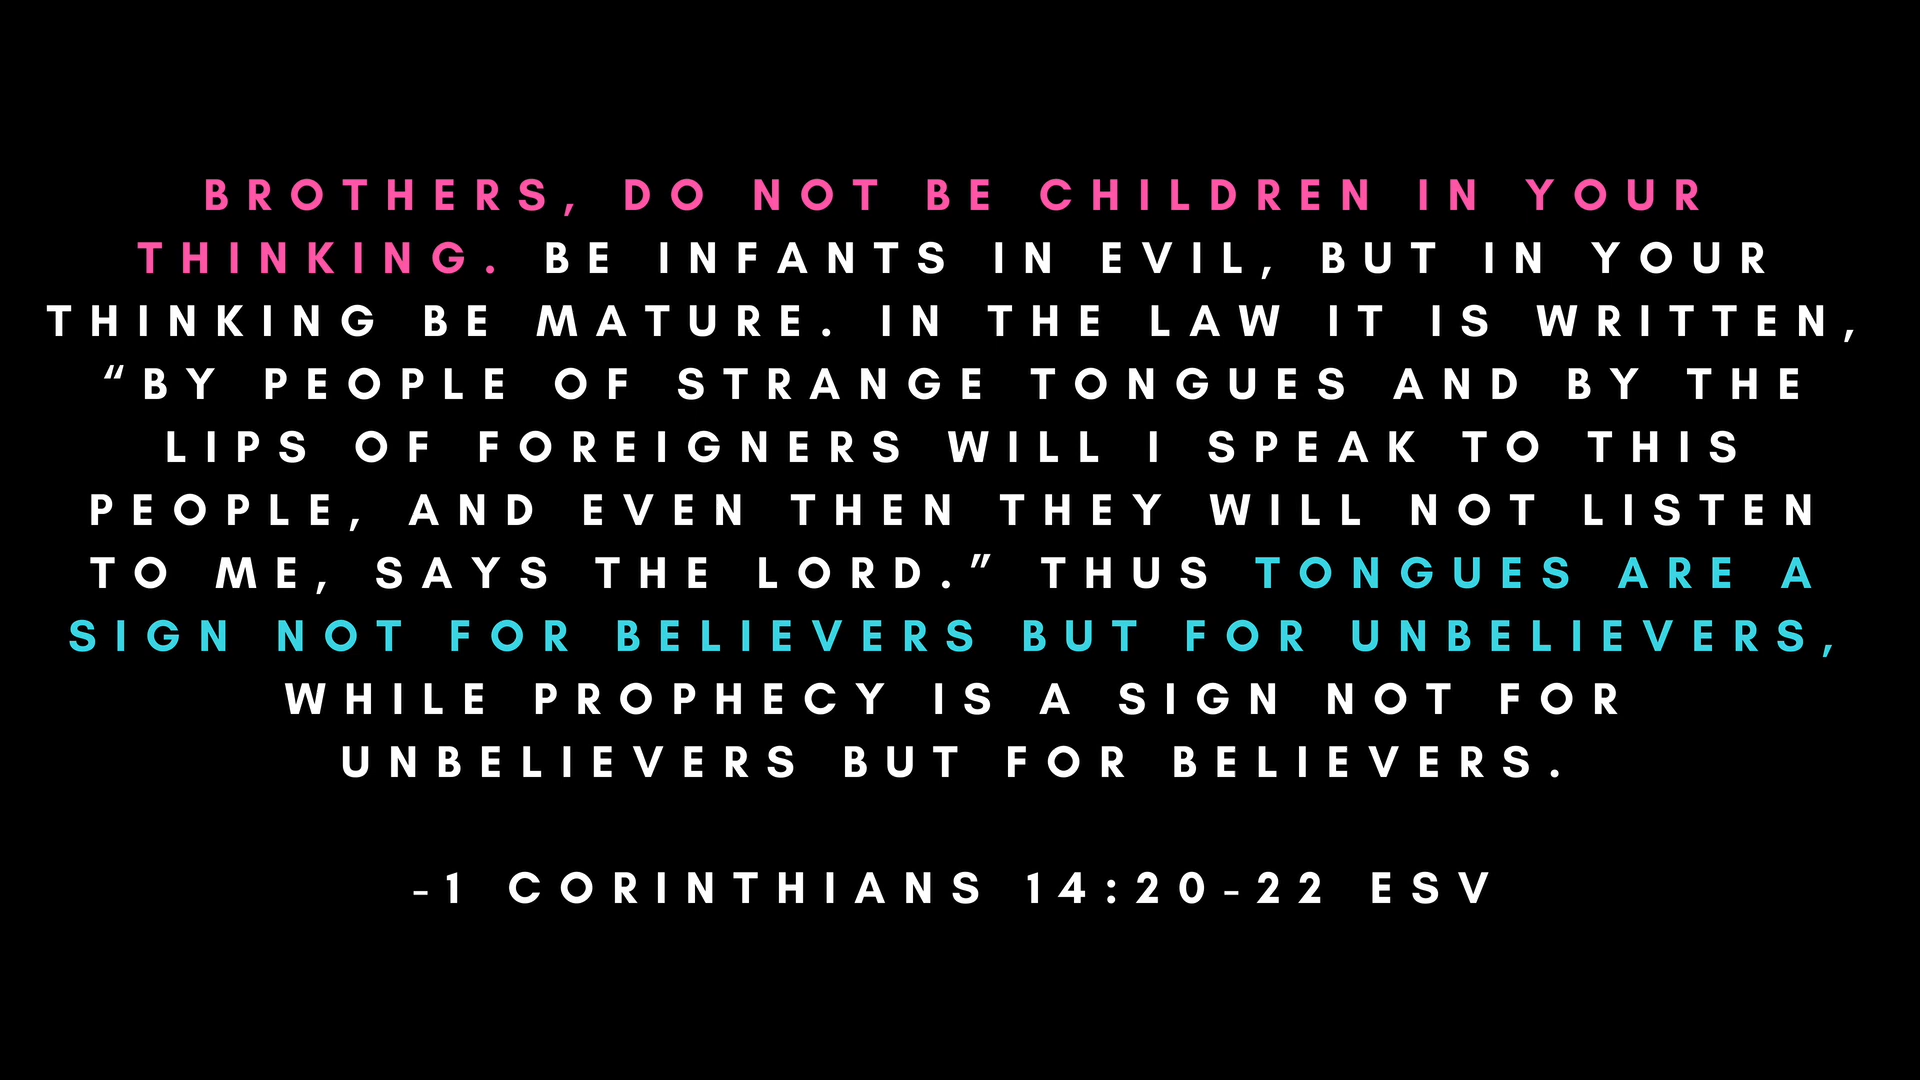 BROTHERS, DO NOT BE CHILDREN IN YOUR
THINKING. BE INFANTS IN EVIL, BUT IN YOUR
THINKING BE MATURE. IN THE LAW IT IS WRITTEN,
“BY PEOPLE OF STRANGE TONGUES AND BY THE
LIPS OF FOREIGNERS WILL I SPEAK TO THIS
PEOPLE, AND EVEN THEN THEY WILL NOT LISTEN
TO ME, SAYS THE LORD.” THUS TONGUES ARE A
SIGN NOT FOR BELIEVERS BUT FOR UNBELIEVERS,
WHILE PROPHECY IS A SIGN NOT FOR
UNBELIEVERS BUT FOR BELIEVERS.
-1 CORINTHIANS 14:20-22 ESV